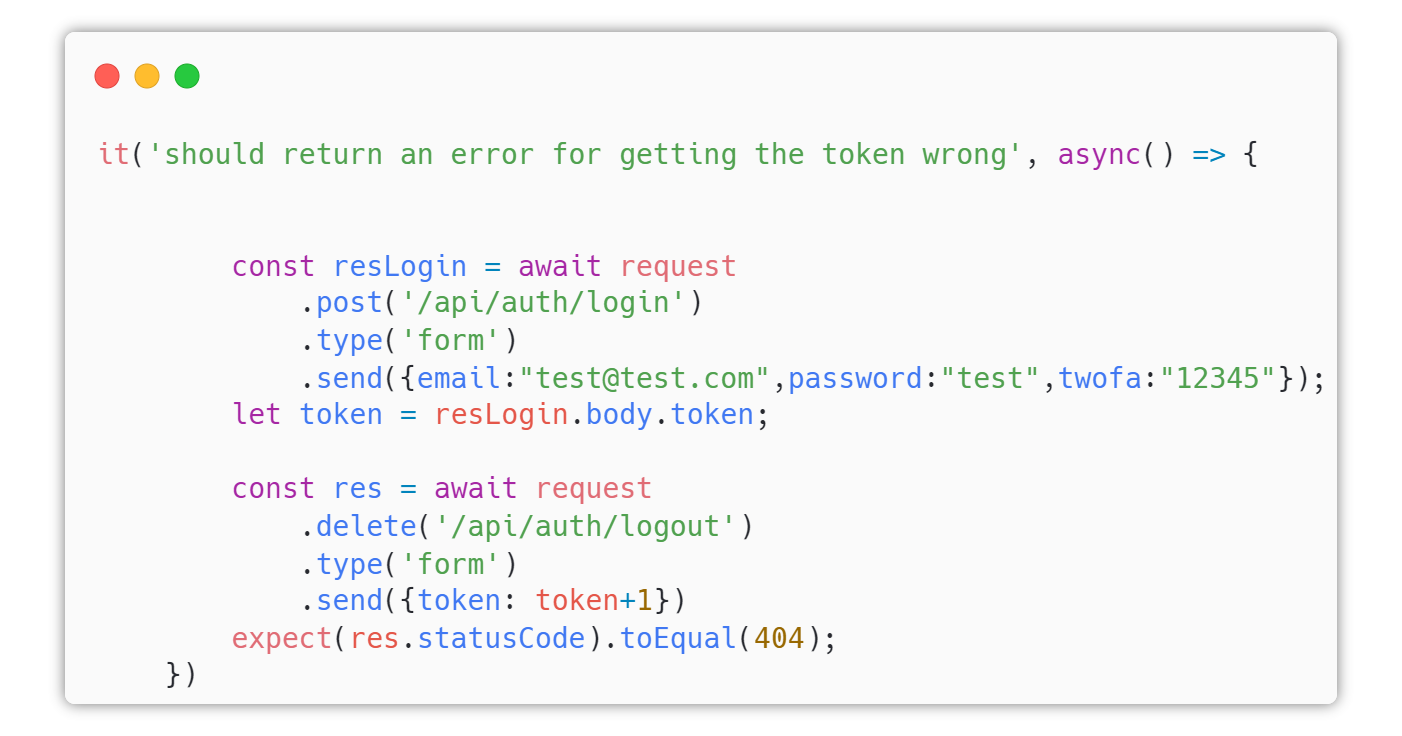 it('should return an error for getting the token wrong', async() => {
        const resLogin = await request
            .post('/api/auth/login')
            .type('form')
            .send({email:"test@test.com",password:"test",twofa:"12345"});
        let token = resLogin.body.token;
        const res = await request
            .delete('/api/auth/logout')
            .type('form')
            .send({token: token+1})
        expect(res.statusCode).toEqual(404);
    })